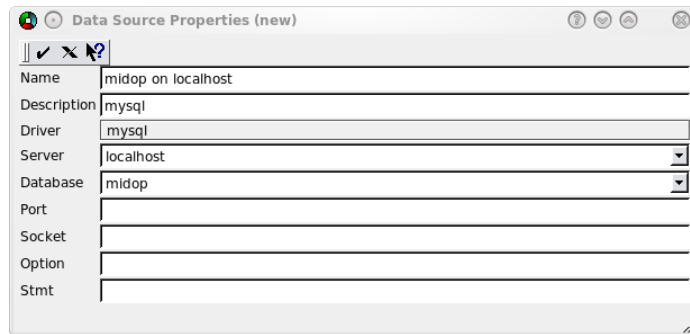 Data Source Properties (new)
Name midop on localhost
Description mysql
Driver mysql
Server localhost
Database midop
Port
Socket
Option
Stmt